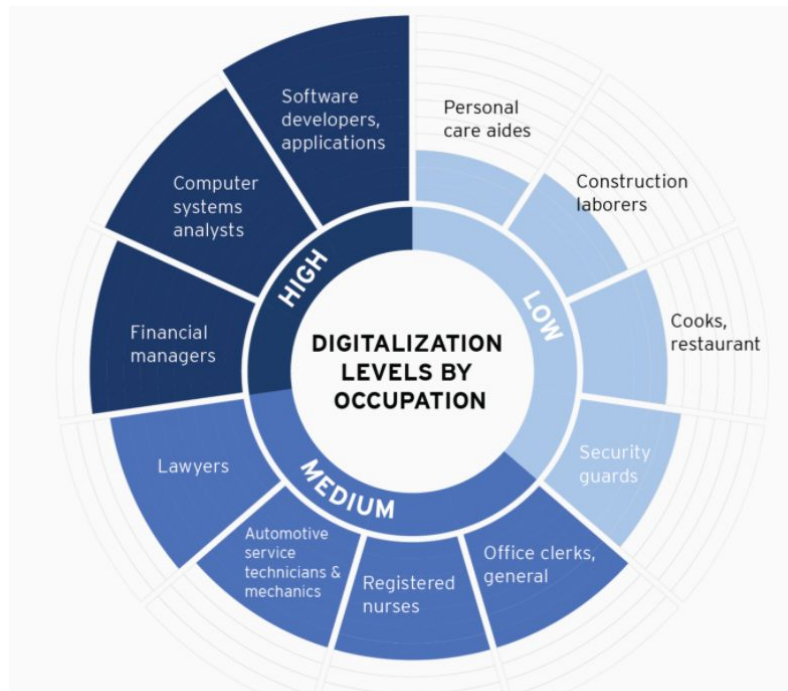 DIGITALIZATION
LEVELS BY
OCCUPATION
HIGH
LOW
MEDIUM
Personal
care aides
Construction
laborers
Cooks,
restaurant
Security
guards
Office clerks,
general
Registered
nurses
Automotive
service
technicians &
mechanics
Lawyers
Financial
managers
Computer
systems
analysts
Software
developers,
applications